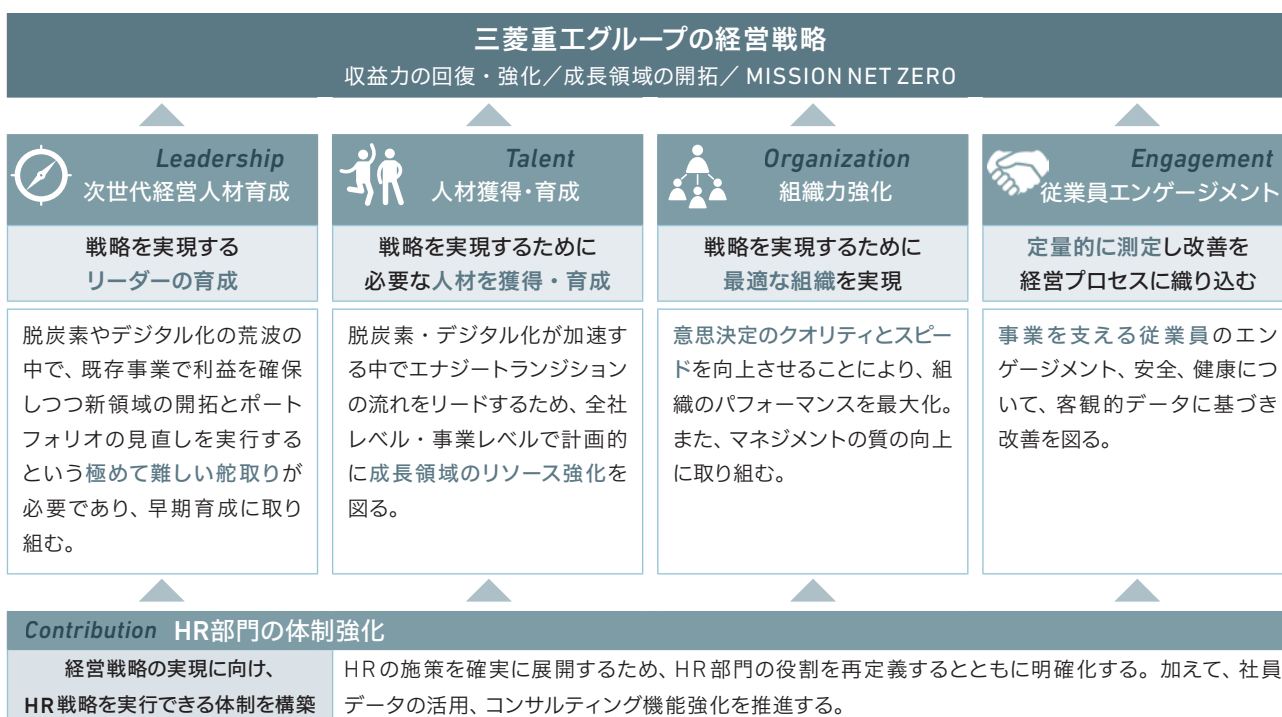 三菱重工グループの経営戦略
収益力の回復・強化／成長領域の開拓／ MISSION NET ZERO
Leadership
次世代経営人材育成
戦略を実現する
リーダーの育成
脱炭素やデジタル化の荒波の
中で、既存事業で利益を確保
しつつ新領域の開拓とポート
フォリオの見直しを実行する
という極めて難しい舵取りが
必要であり、早期育成に取り
組む。
Talent
人材獲得・育成
戦略を実現するために
必要な人材を獲得・育成
脱炭素・デジタル化が加速す
る中でエナジートランジション
の流れをリードするため、全社
レベル・事業レベルで計画的
に成長領域のリソース強化を
図る。
Organization
組織力強化
戦略を実現するために
最適な組織を実現
意思決定のクオリティとスピー
ドを向上させることにより、組
織のパフォーマンスを最大化。
また、マネジメントの質の向上
に取り組む。
Engagement
従業員エンゲージメント
定量的に測定し改善を
経営プロセスに織り込む
事業を支える従業員のエン
ゲージメント、安全、健康につ
いて、客観的データに基づき
改善を図る。
Contribution HR部門の体制強化
経営戦略の実現に向け、
HR戦略を実行できる体制を構築
HRの施策を確実に展開するため、HR部門の役割を再定義するとともに明確化する。加えて、社員
データの活用、コンサルティング機能強化を推進する。